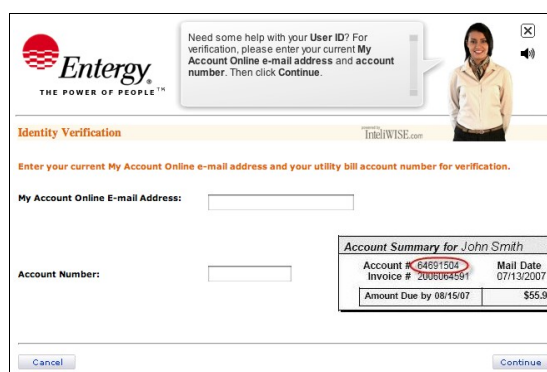 Entergy
THE POWER OF PEOPLE™
Need some help with your User ID? For
verification, please enter your current My
Account Online e-mail address and account
number. Then click Continue.
Identity Verification
InteliWISE.com
Enter your current My Account Online e-mail address and your utility bill account number for verification.
My Account Online E-mail Address:
Account Number:
Account Summary for John Smith
Account # 64691504 Mail Date
Invoice # 2006064591 07/13/2007
Amount Due by 08/15/07 $55.9
Cancel
Continue